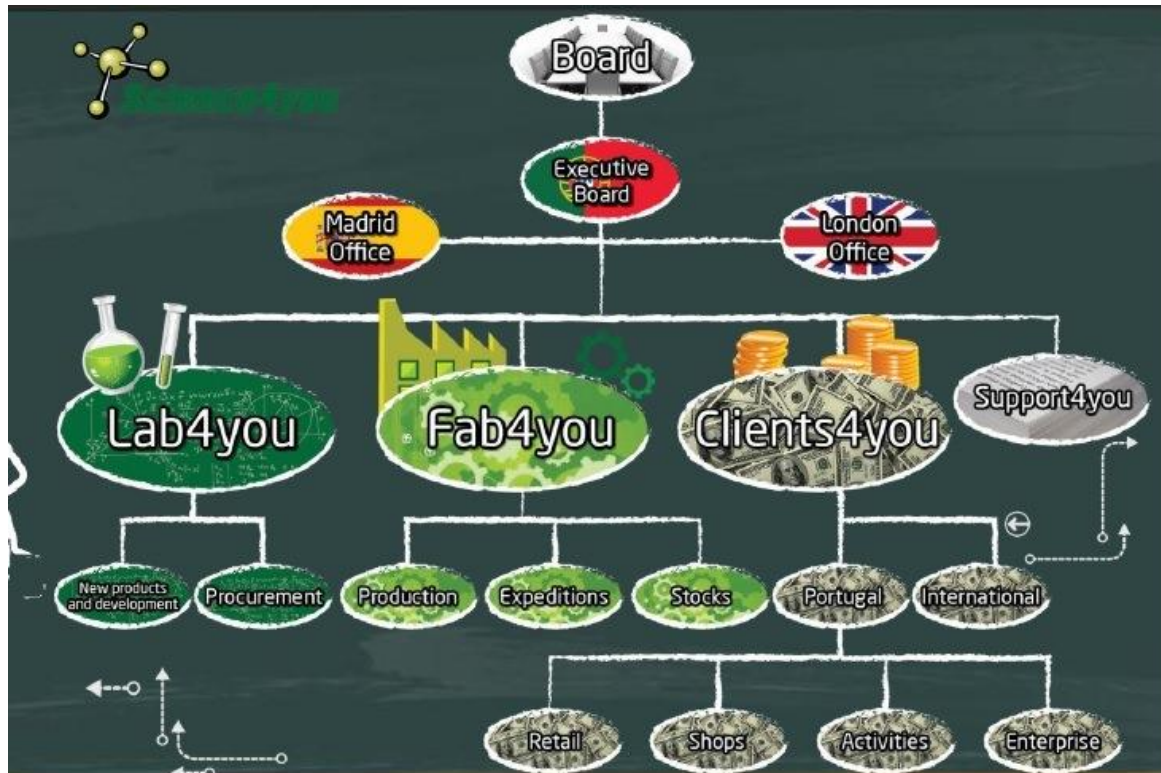 Board
Science4you
Executive
Board
Madrid
Office
London
Office
Lab4you
Fab4you
Clients4you
Support4you
New products
and development
Procurement
Production
Expeditions
Stocks
Portugal
International
Retail
Shops
Activities
Enterprise